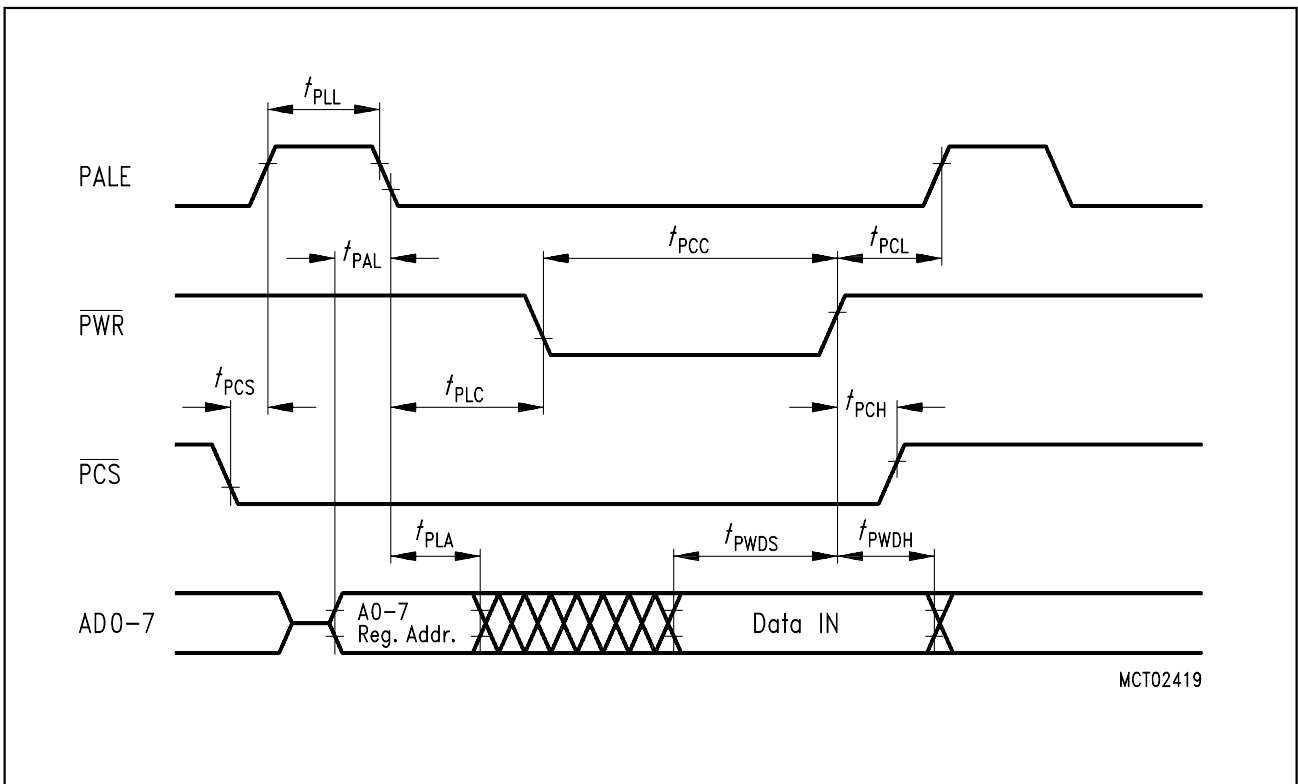 tPLL
PALE
tPAL
tPCC
tPCL
PWR
tPCS
tPLC
tPCH
PCS
tPLA
tPWDS
tPWDH
AD0-7
A0-7
Reg. Addr.
Data IN
MCT02419